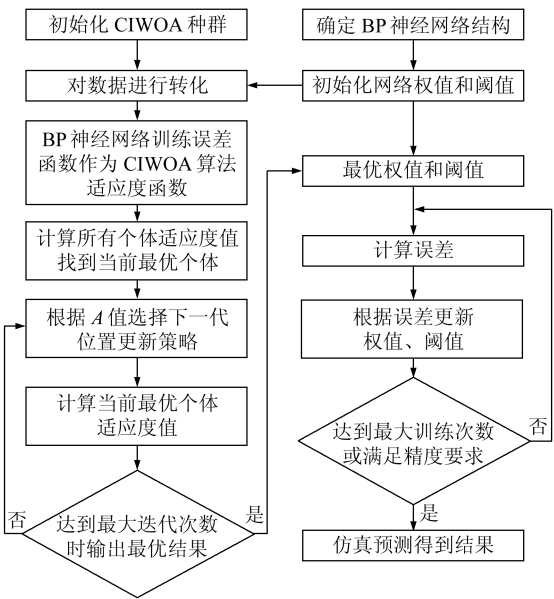 初始化 CIWOA 种群
对数据进行转化
BP 神经网络训练误差
函数作为 CIWOA 算法
适应度函数
计算所有个体适应度值
找到当前最优个体
根据 A 值选择下一代
位置更新策略
计算当前最优个体
适应度值
达到最大迭代次数
时输出最优结果
否
是
确定 BP 神经网络结构
初始化网络权值和阈值
最优权值和阈值
计算误差
根据误差更新
权值、阈值
达到最大训练次数
或满足精度要求
否
是
仿真预测得到结果